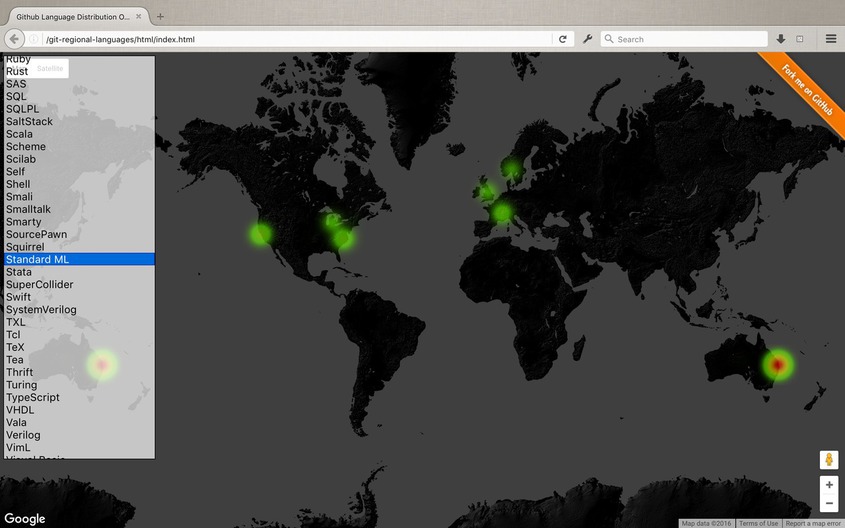 Github Language Distribution O...
/git-regional-languages/html/index.html
Search
Fork me on GitHub
Satellite
Ruby
Rust
SAS
SQL
SQLPL
SaltStack
Scala
Scheme
Scilab
Self
Shell
Smali
Smalltalk
Smarty
SourcePawn
Squirrel
Standard ML
Stata
SuperCollider
Swift
SystemVerilog
TXL
Tcl
TeX
Tea
Thrift
Turing
TypeScript
VHDL
Vala
Verilog
VimL
Visual Basic
Google
Map data ©2016
Terms of Use
Report a map error